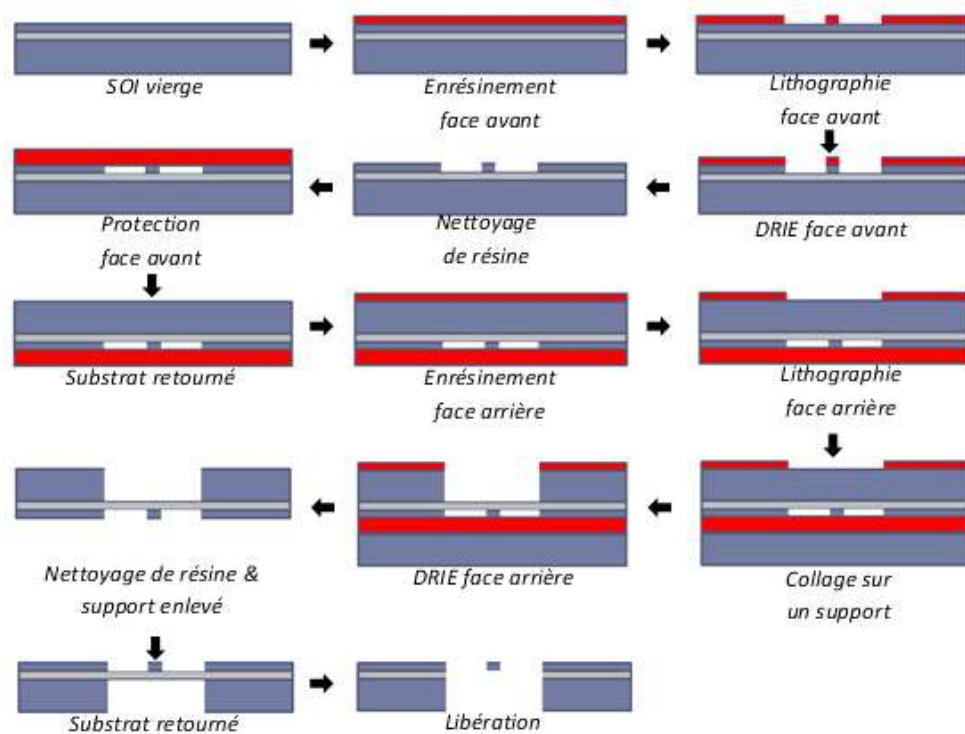 SOI vierge
Enrésinement
face avant
Lithographie
face avant
DRIE face avant
Nettoyage
de résine
Protection
face avant
Substrat retourné
Enrésinement
face arrière
Lithographie
face arrière
Collage sur
un support
DRIE face arrière
Nettoyage de résine &
support enlevé
Substrat retourné
Libération